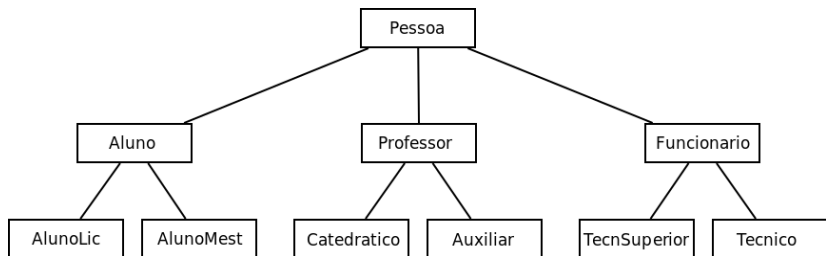 Pessoa
Aluno
Professor
Funcionario
AlunoLic
AlunoMest
Catedratico
Auxiliar
TecnSuperior
Tecnico